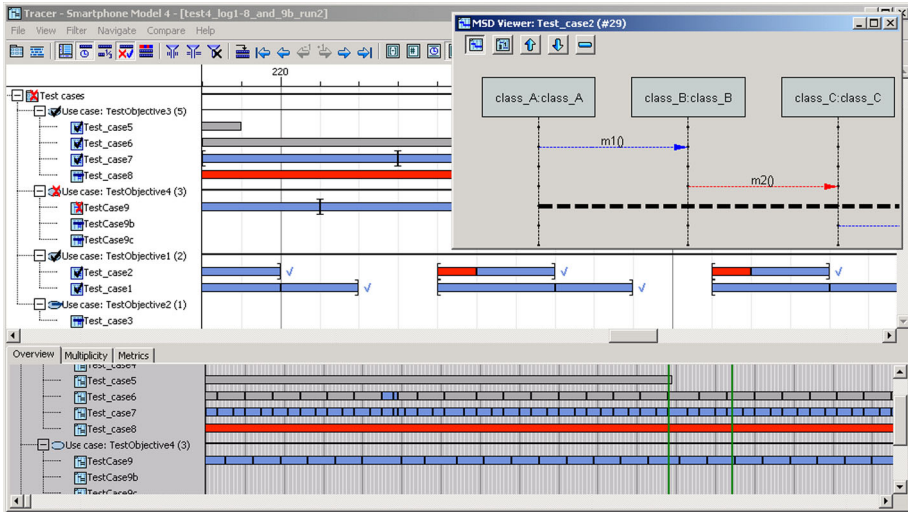 Tracer - Smartphone Model 4 - [test4_log1-8_and_9b_run2]
File View Filter Navigate Compare Help
220
Test cases
Use case: TestObjective3 (5)
Test_case5
Test_case6
Test_case7
Test_case8
Use case: TestObjective4 (3)
TestCase9
TestCase9b
TestCase9c
Use case: TestObjective1 (2)
Test_case2
Test_case1
Use case: TestObjective2 (1)
Test_case3
MSD Viewer: Test_case2 (#29)
class_A:class_A class_B:class_B class_C:class_C
m1()
m2()
Overview Multiplicity Metrics
Test_case4
Test_case5
Test_case6
Test_case7
Test_case8
Use case: TestObjective4 (3)
TestCase9
TestCase9b
TestCase9c